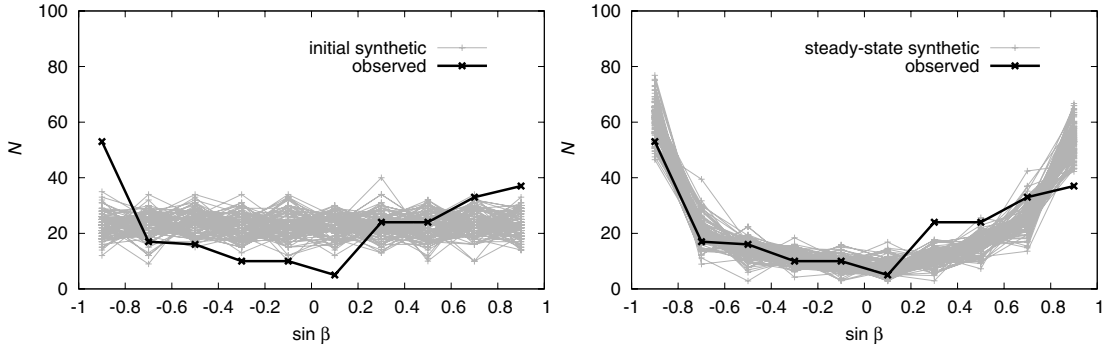 100
80
60
40
20
0
N
initial synthetic
observed
-1 -0.8 -0.6 -0.4 -0.2 0 0.2 0.4 0.6 0.8 1
sin β
100
80
60
40
20
0
N
steady-state synthetic
observed
-1 -0.8 -0.6 -0.4 -0.2 0 0.2 0.4 0.6 0.8 1
sin β